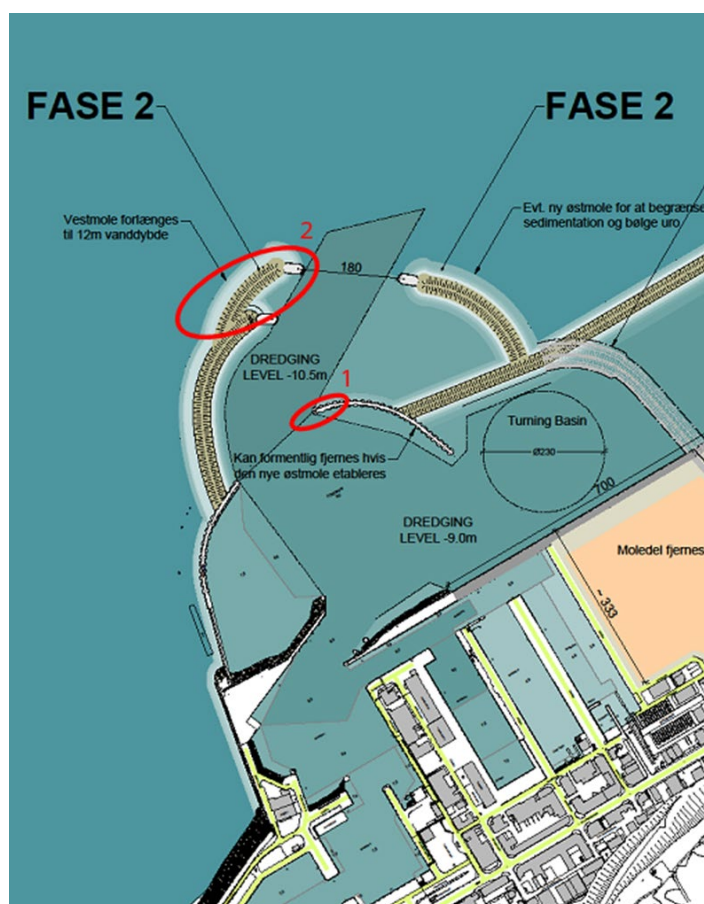 FASE 2
FASE 2
Vestmole forlænges
til 12m vanddybde
2
Evt. ny østmole for at begrænse
sedimentation og bølge uro
180
DREDGING
LEVEL -10.5m
1
Turning Basin
Kan formentlig fjernes hvis
den nye østmole etableres
Ø230
700
DREDGING
LEVEL -9.0m
Moledel fjernes
~333